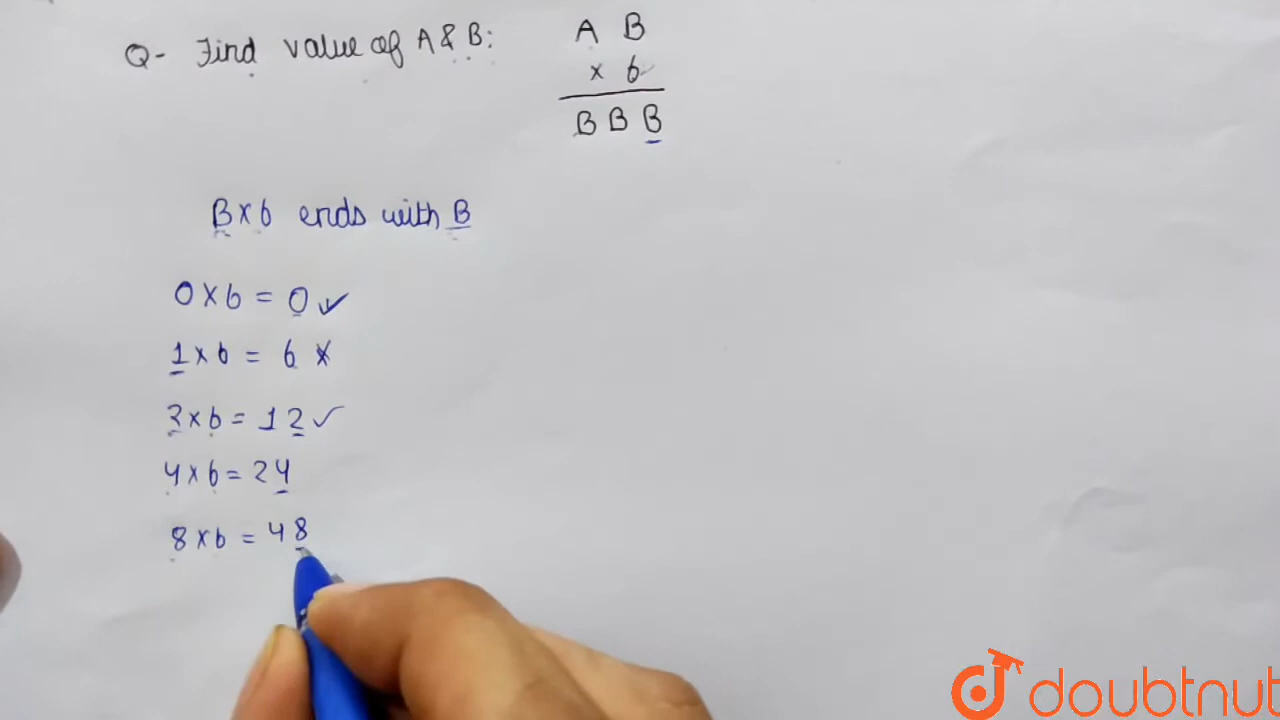 Q- Find value of A & B:
A B
× 6
B B B
B×6 ends with B
0×6 = 0 ✓
1×6 = 6 ×
2×6 = 12 ✓
4×6 = 24
8×6 = 48
doubtnut